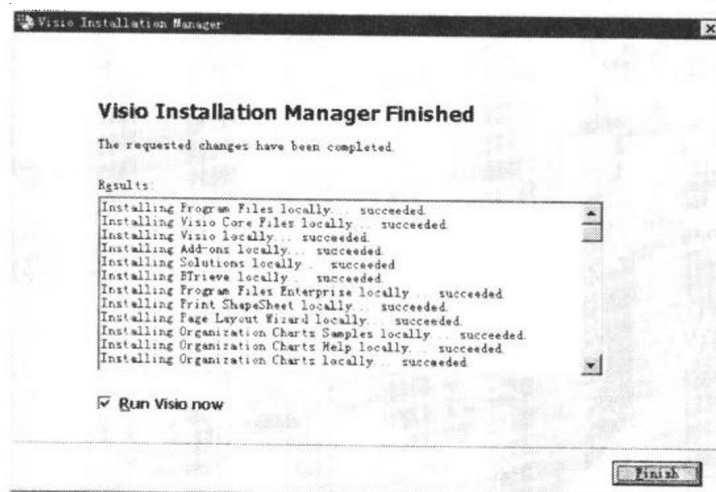 Visio Installation Manager
Visio Installation Manager Finished
The requested changes have been completed.
Results:
Installing Program Files locally... succeeded.
Installing Visio Core Files locally... succeeded.
Installing Visio locally... succeeded.
Installing Add-ons locally... succeeded.
Installing Solutions locally... succeeded
Installing BTrieve locally... succeeded.
Installing Program Files Enterprize locally... succeeded.
Installing Print ShapeSheet locally... succeeded.
Installing Page Layout Wizard locally... succeeded.
Installing Organization Charts Samples locally... succeeded.
Installing Organization Charts Help locally... succeeded.
Installing Organization Charts locally... succeeded.
Run Visio now
Finish